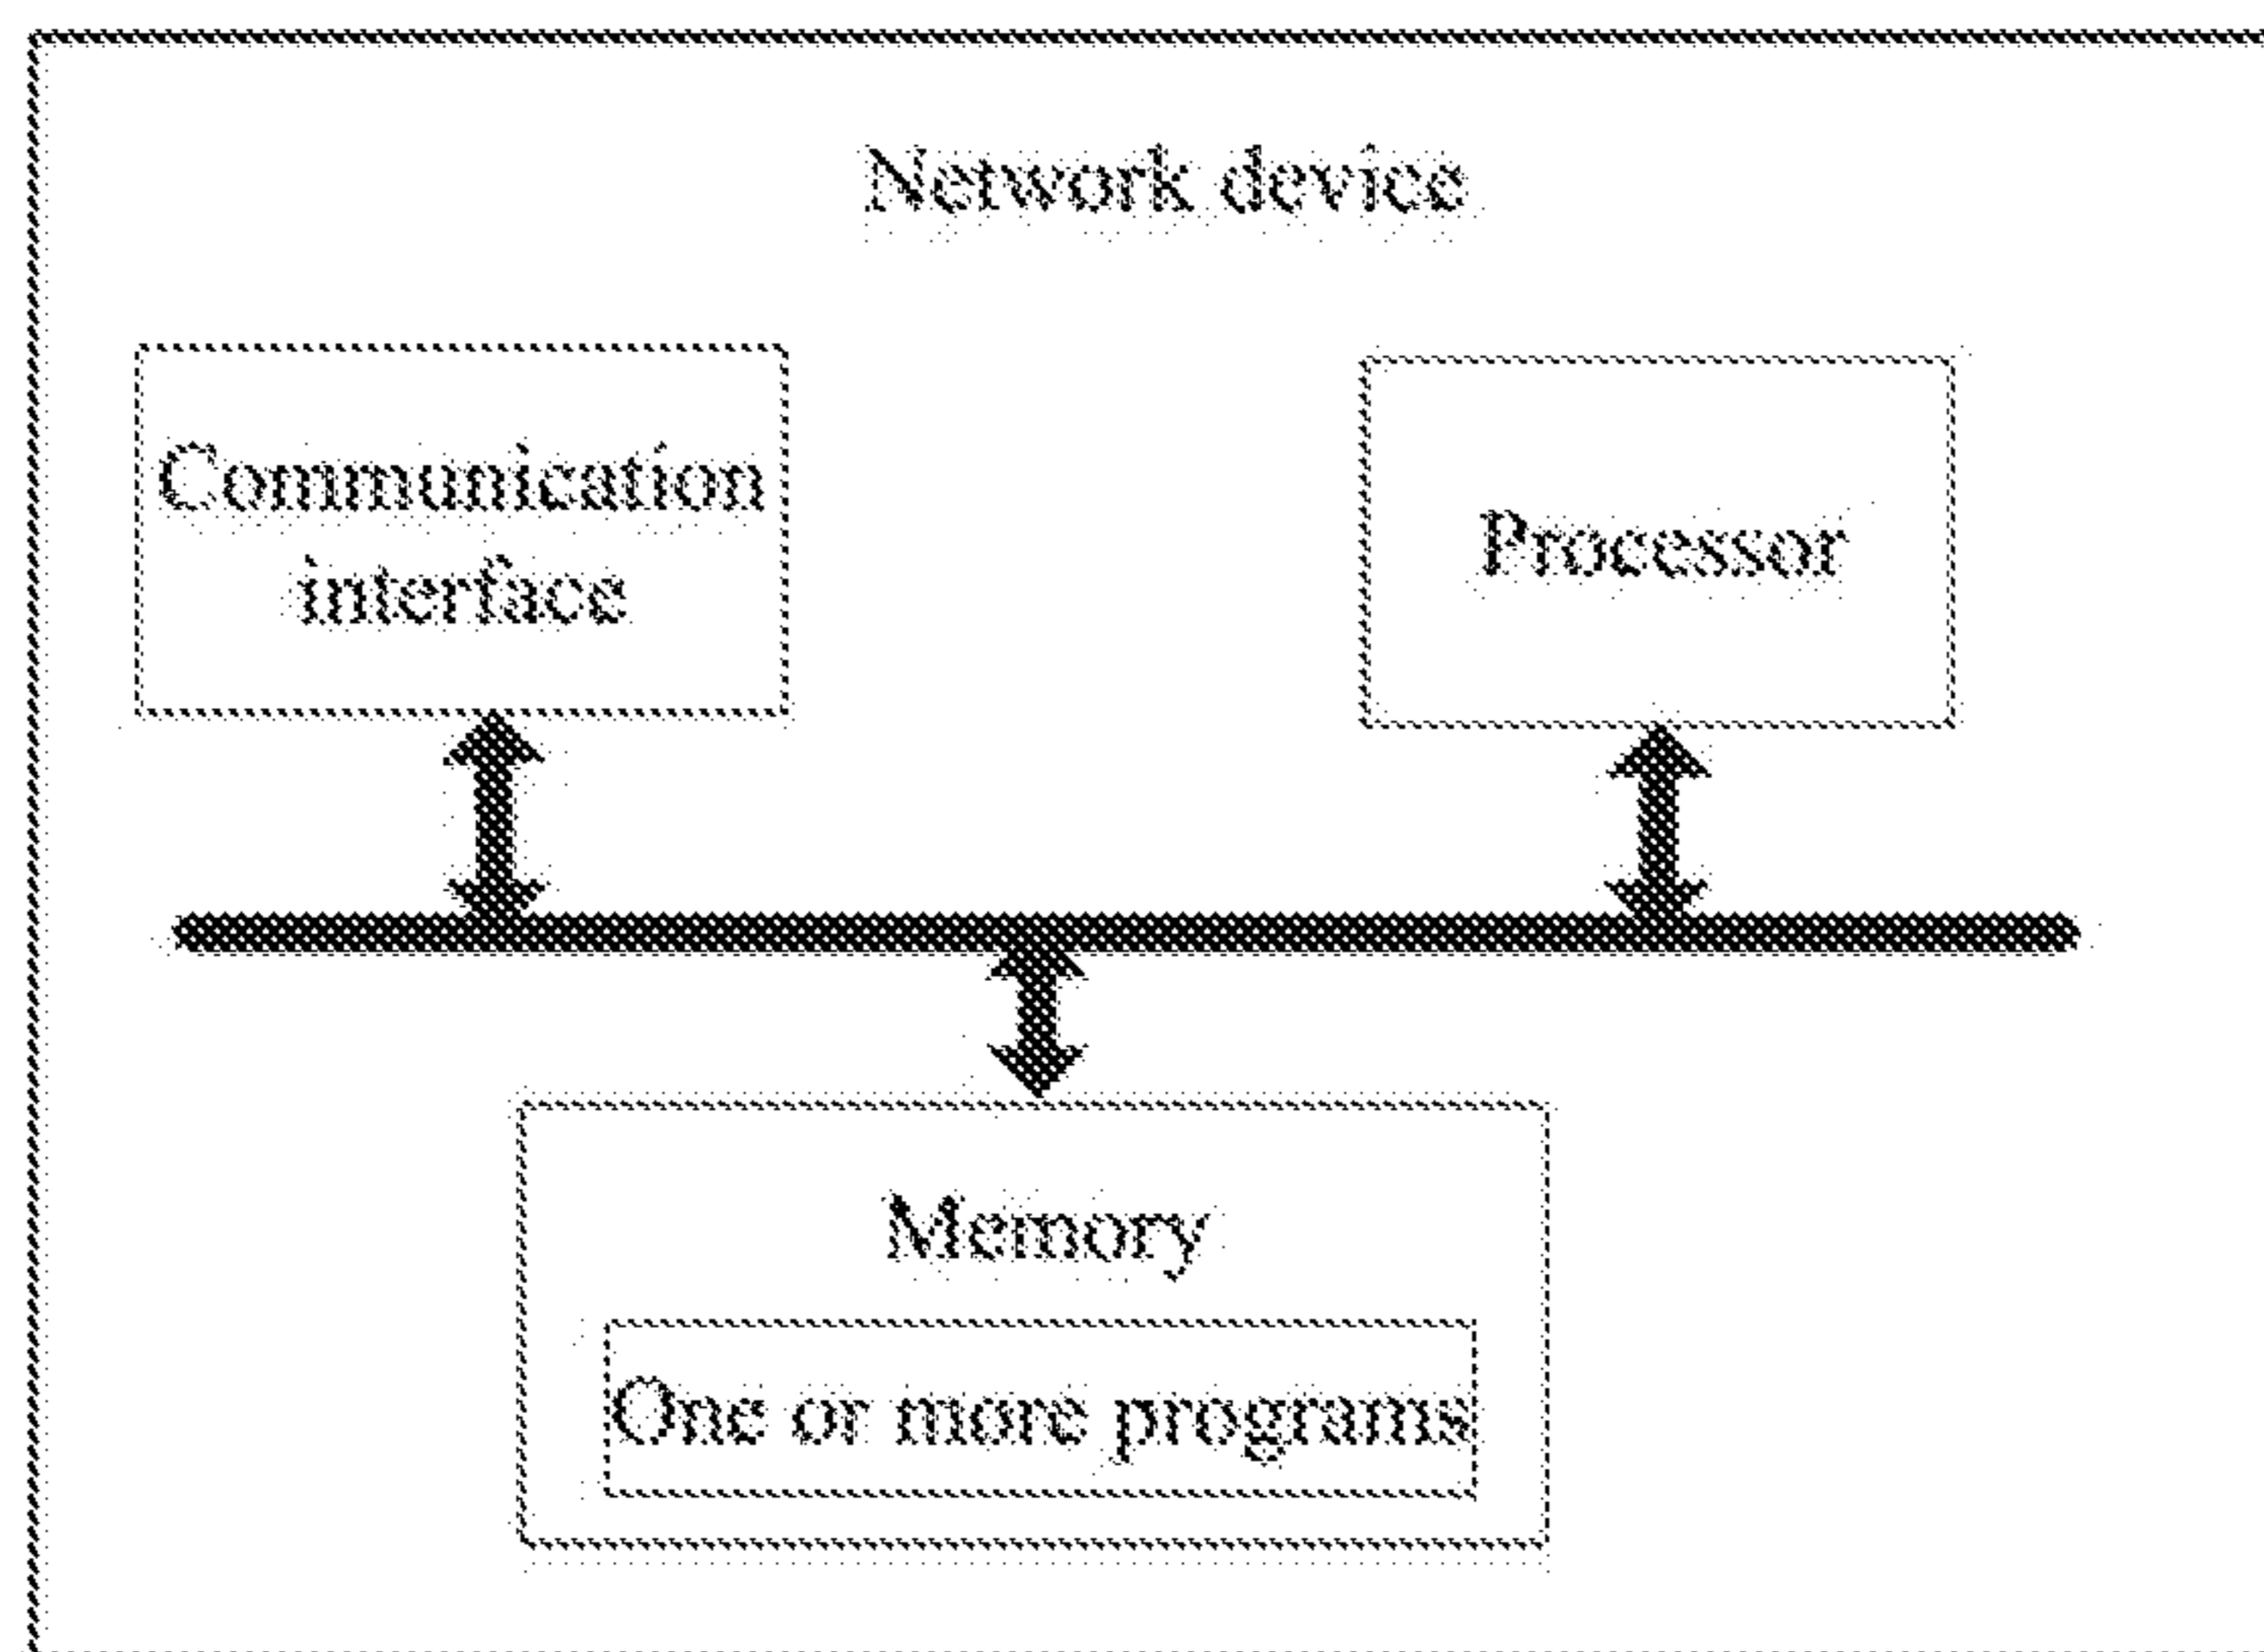 Network device
Communication
interface
Processor
Memory
One or more programs